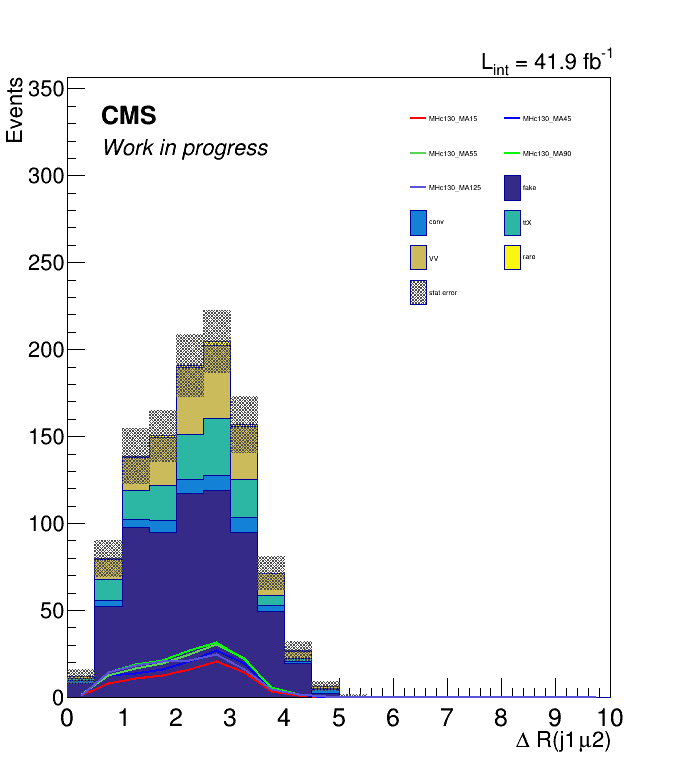 L_int = 41.9 fb^-1
Events
CMS
Work in progress
MHc130_MA15
MHc130_MA45
MHc130_MA55
MHc130_MA90
MHc130_MA125
fake
conv
ttX
VV
rare
stat error
350
300
250
200
150
100
50
0
0 1 2 3 4 5 6 7 8 9 10
Δ R(j1μ2)